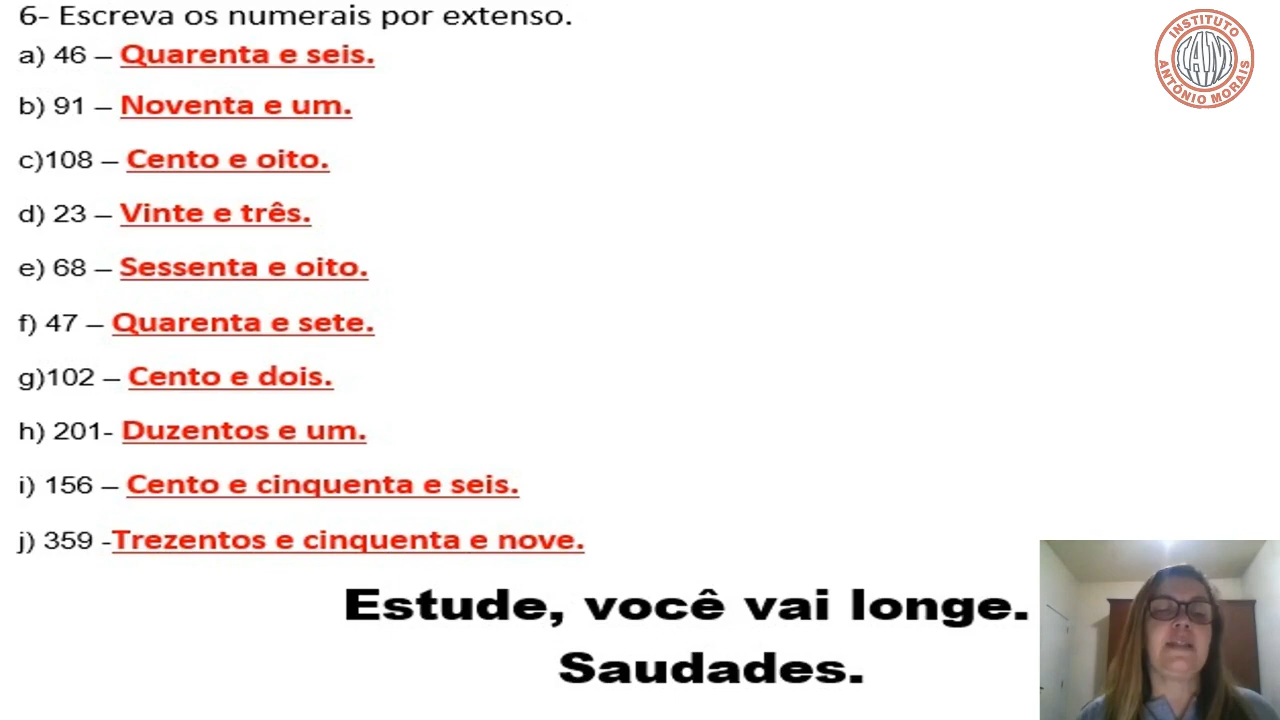 6- Escreva os numerais por extenso.
a) 46 – Quarenta e seis.
b) 91 – Noventa e um.
c)108 – Cento e oito.
d) 23 – Vinte e três.
e) 68 – Sessenta e oito.
f) 47 – Quarenta e sete.
g)102 – Cento e dois.
h) 201- Duzentos e um.
i) 156 – Cento e cinquenta e seis.
j) 359 -Trezentos e cinquenta e nove.
Estude, você vai longe.
Saudades.
INSTITUTO
IAM
ANTÓNIO MORAIS